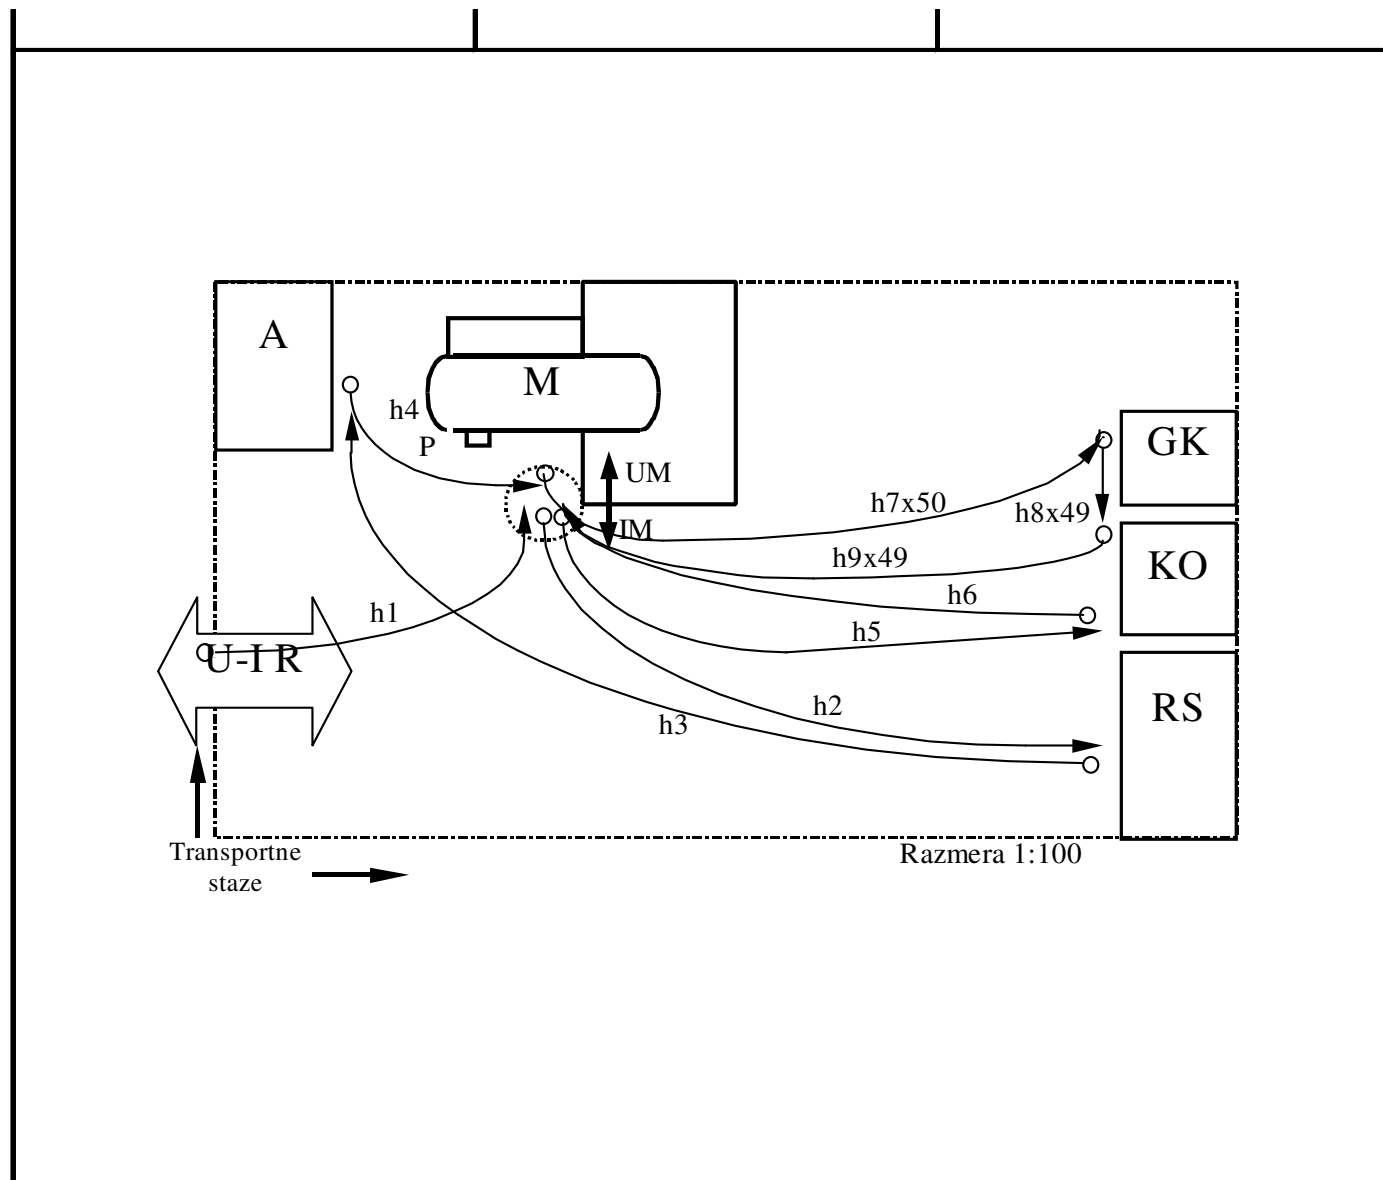 A
M
h4
P
UM
IM
GK
h7x50
h8x49
h9x49
KO
h6
h5
h1
U-I R
RS
h2
h3
Transportne
staze
Razmera 1:100